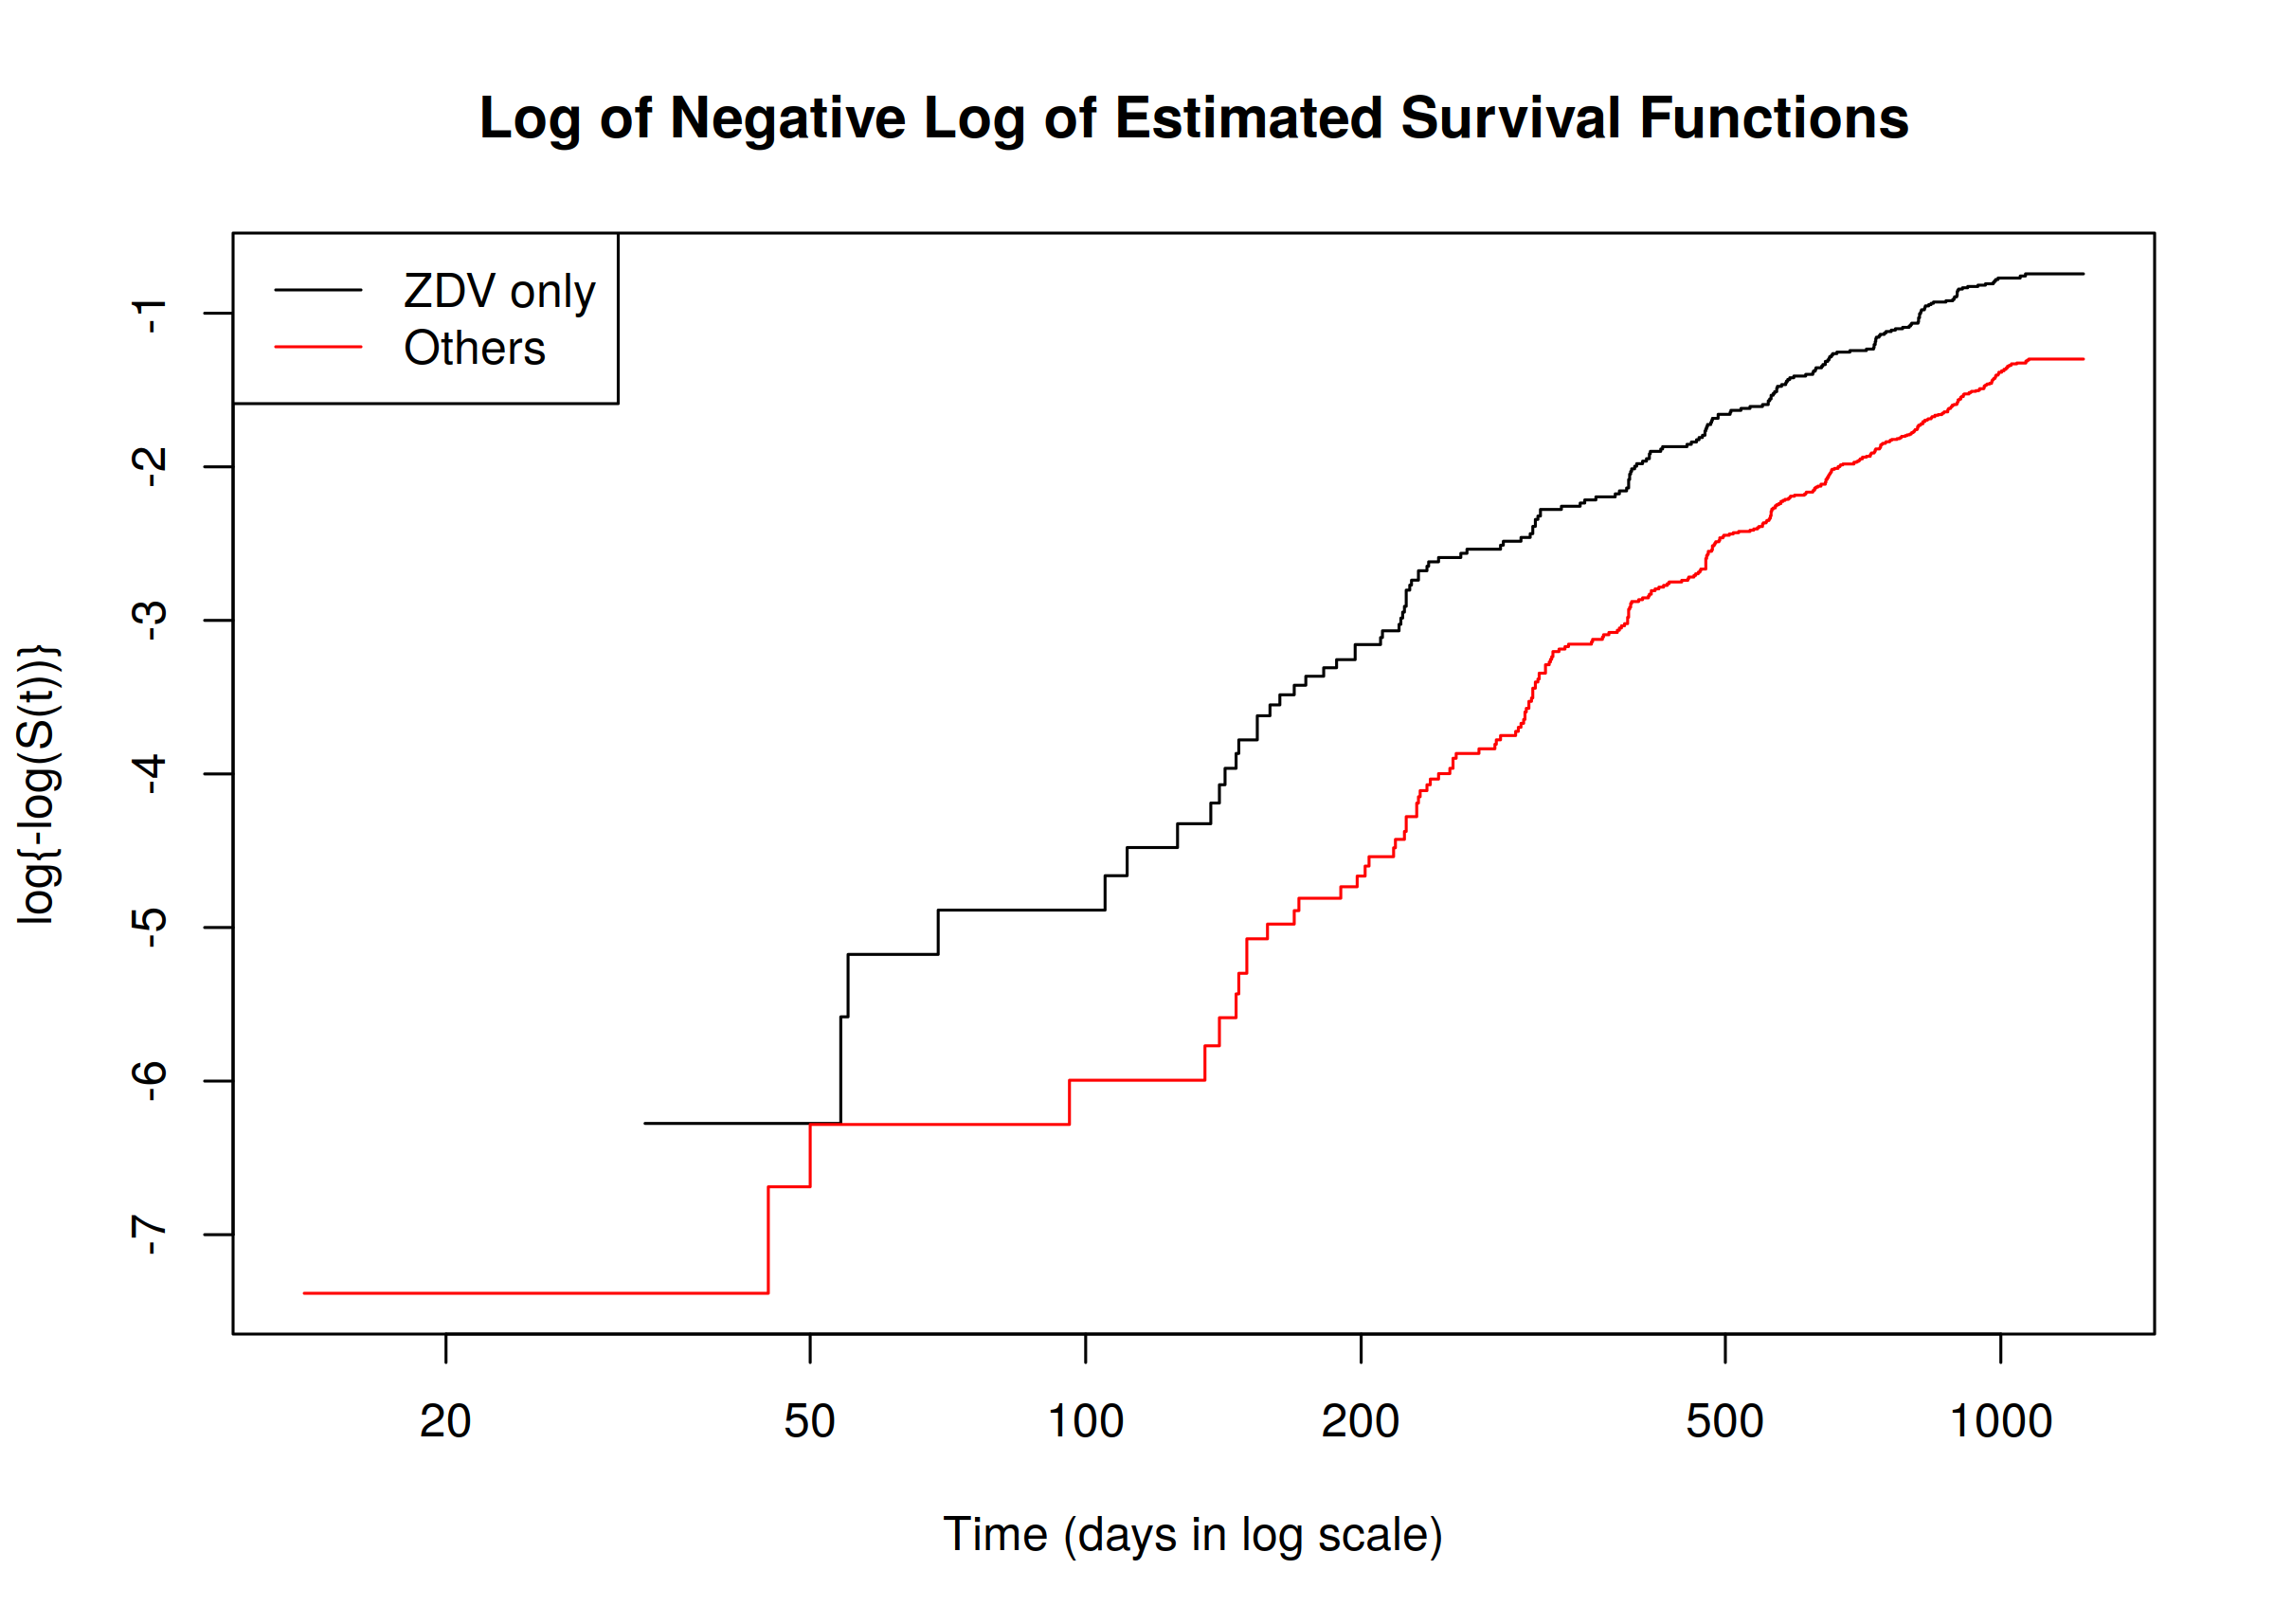 Log of Negative Log of Estimated Survival Functions
ZDV only
Others
log{-log(S(t))}
-1
-2
-3
-4
-5
-6
-7
20 50 100 200 500 1000
Time (days in log scale)